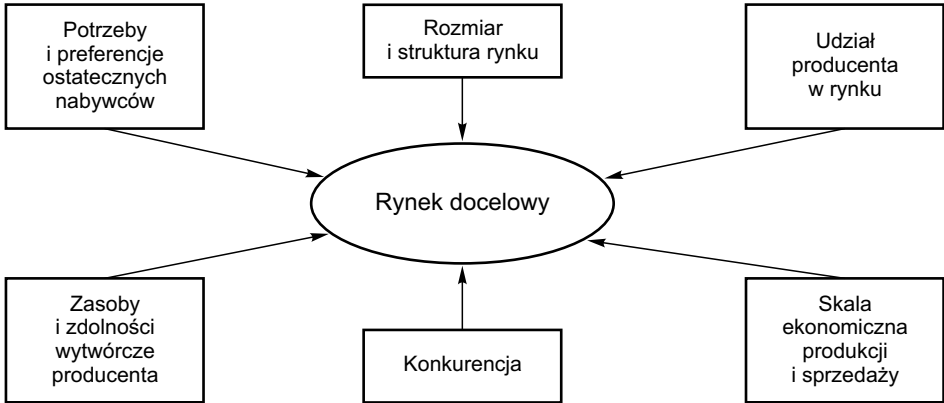 Potrzeby
i preferencje
ostatecznych
nabywców
Rozmiar
i struktura rynku
Udział
producenta
w rynku
Rynek docelowy
Zasoby
i zdolności
wytwórcze
producenta
Konkurencja
Skala
ekonomiczna
produkcji
i sprzedaży